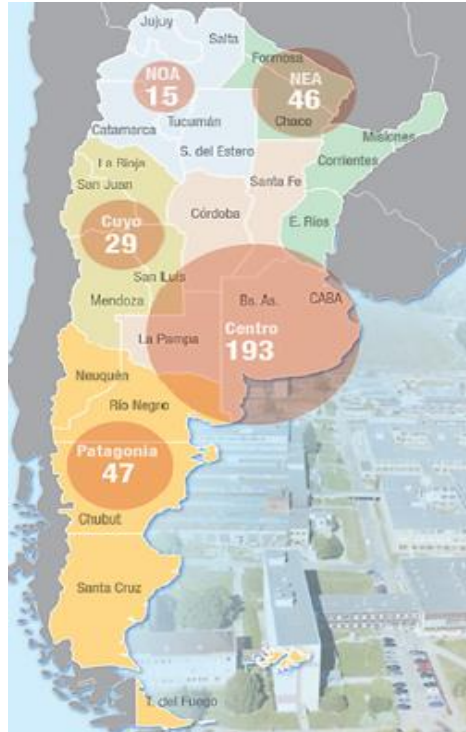 Jujuy
Salta
Formosa
NOA
15
NEA
46
Chaco
Tucumán
Catamarca
Misiones
S. del Estero
Corrientes
La Rioja
San Juan
Santa Fe
Córdoba
Cuyo
29
E. Ríos
San Luis
Mendoza
Bs. As.
CABA
Centro
193
La Pampa
Neuquén
Río Negro
Patagonia
47
Chubut
Santa Cruz
T. del Fuego